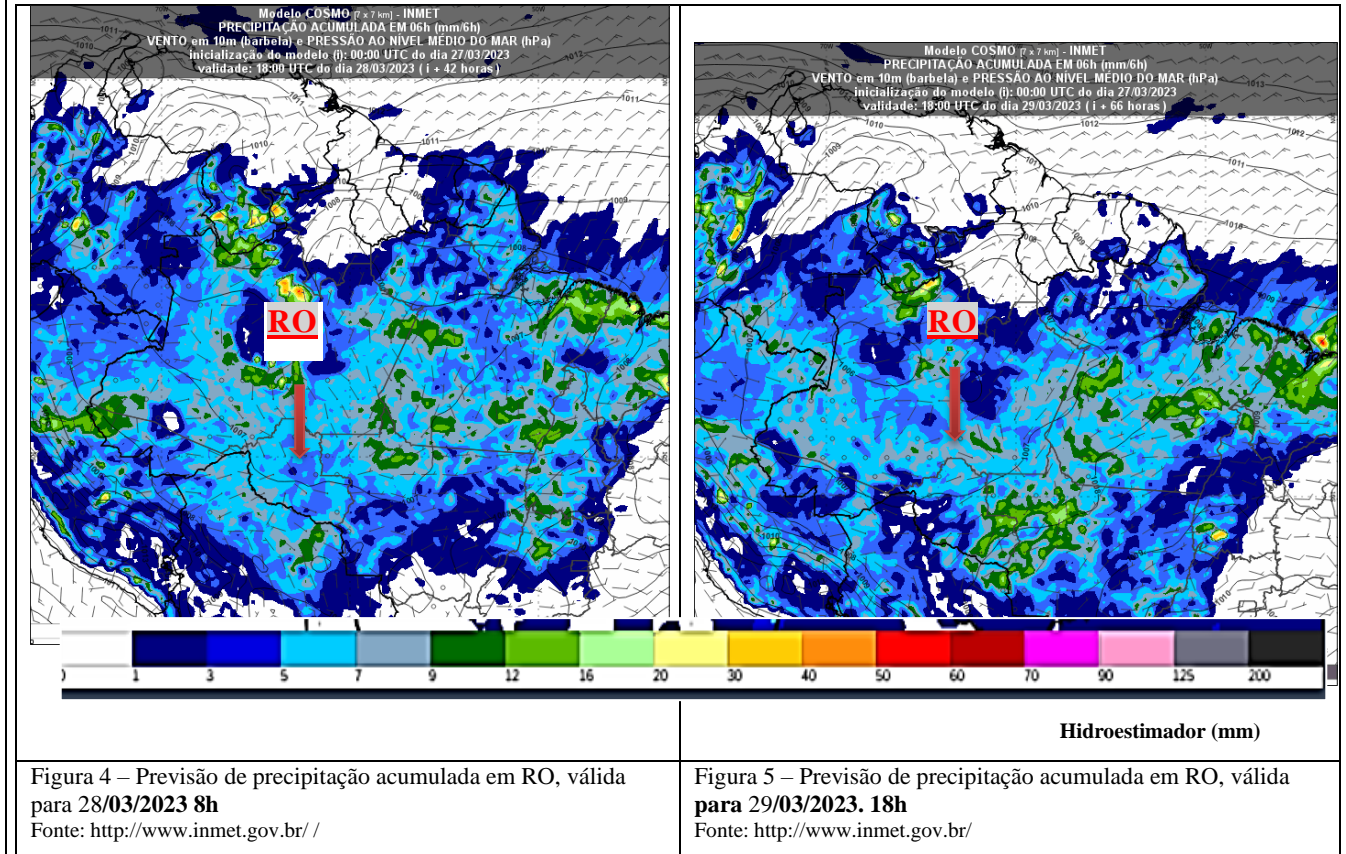 Modelo COSMO [7 x 7 km] - INMET
PRECIPITAÇÃO ACUMULADA EM 06h (mm/6h)
VENTO em 10m (barbela) e PRESSÃO AO NÍVEL MÉDIO DO MAR (hPa)
inicialização do modelo (i): 00:00 UTC do dia 27/03/2023
validade: 18:00 UTC do dia 28/03/2023 ( i + 42 horas )
RO
Modelo COSMO [7 x 7 km] - INMET
PRECIPITAÇÃO ACUMULADA EM 06h (mm/6h)
VENTO em 10m (barbela) e PRESSÃO AO NÍVEL MÉDIO DO MAR (hPa)
inicialização do modelo (i): 00:00 UTC do dia 27/03/2023
validade: 18:00 UTC do dia 29/03/2023 ( i + 66 horas )
RO
1 3 5 7 9 12 16 20 30 40 50 60 70 90 125 200
Hidroestimador (mm)
Figura 4 – Previsão de precipitação acumulada em RO, válida
para 28/03/2023 8h
Fonte: http://www.inmet.gov.br/ /
Figura 5 – Previsão de precipitação acumulada em RO, válida
para 29/03/2023. 18h
Fonte: http://www.inmet.gov.br/